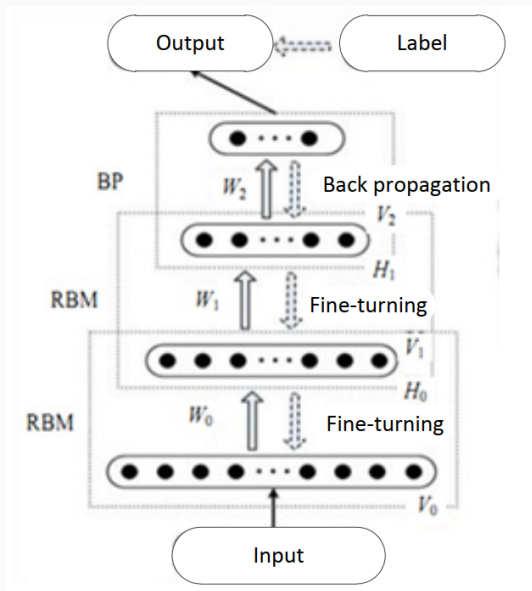 Output
Label
BP
W2
Back propagation
V2
H1
RBM
W1
Fine-turning
V1
H0
RBM
W0
Fine-turning
V0
Input